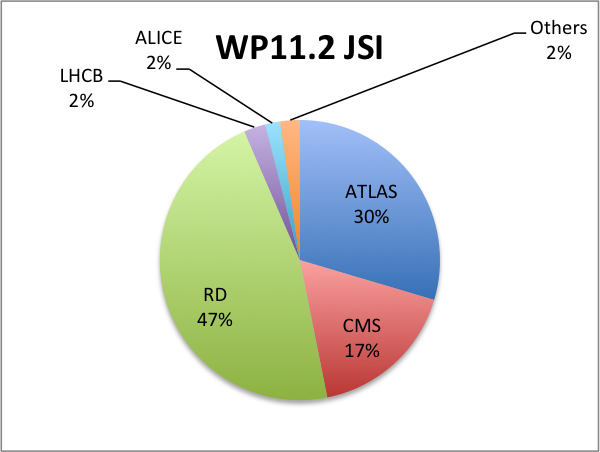 WP11.2 JSI
ALICE
2%
Others
2%
LHCB
2%
ATLAS
30%
RD
47%
CMS
17%